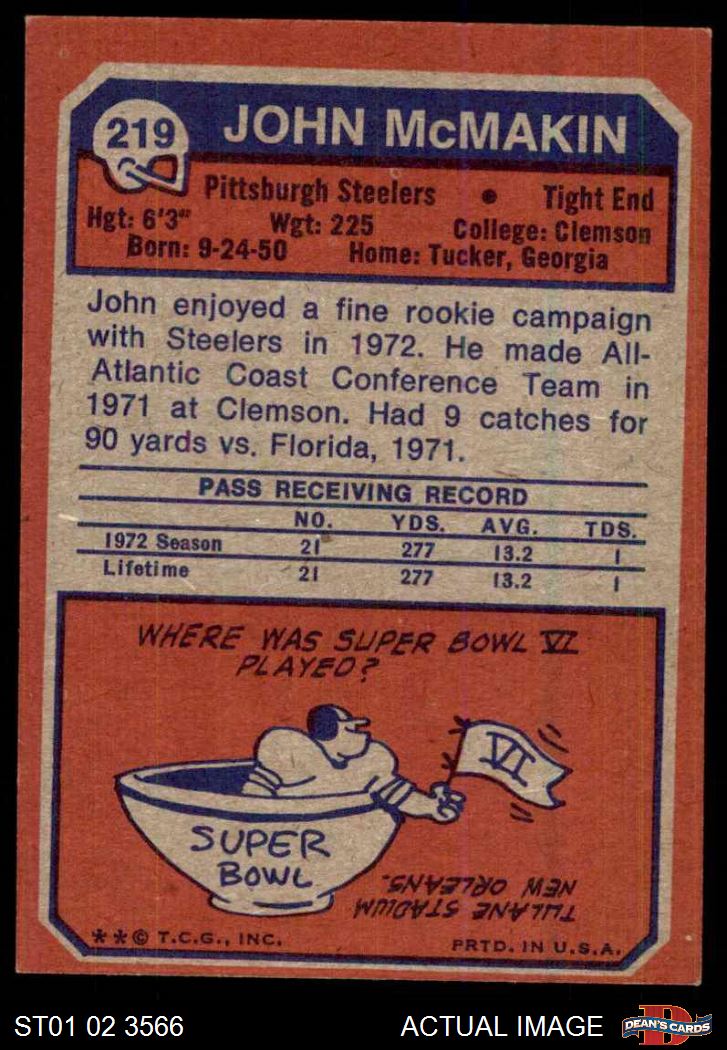 219
JOHN McMAKIN
Pittsburgh Steelers • Tight End
Hgt: 6'3" Wgt: 225 College: Clemson
Born: 9-24-50 Home: Tucker, Georgia
John enjoyed a fine rookie campaign
with Steelers in 1972. He made All-
Atlantic Coast Conference Team in
1971 at Clemson. Had 9 catches for
90 yards vs. Florida, 1971.
PASS RECEIVING RECORD
NO. YDS. AVG. TDS.
1972 Season 21 277 13.2 1
Lifetime 21 277 13.2 1
WHERE WAS SUPER BOWL VI
PLAYED?
VI
SUPER
BOWL
TULANE STADIUM
NEW ORLEANS.
**© T.C.G., INC. PRTD. IN U.S.A.
ST01 02 3566 ACTUAL IMAGE
D
DEAN'S CARDS